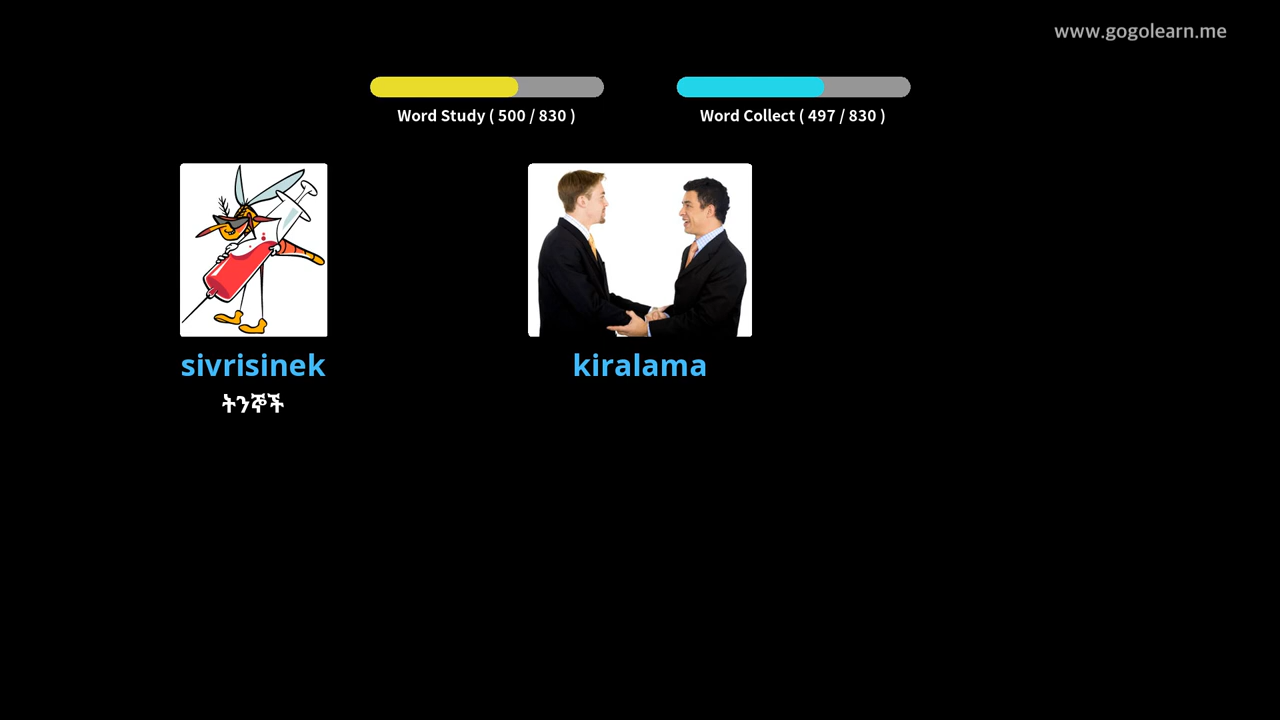 www.gogolearn.me
Word Study ( 500 / 830 )
Word Collect ( 497 / 830 )
sivrisinek
ትንኞች
kiralama